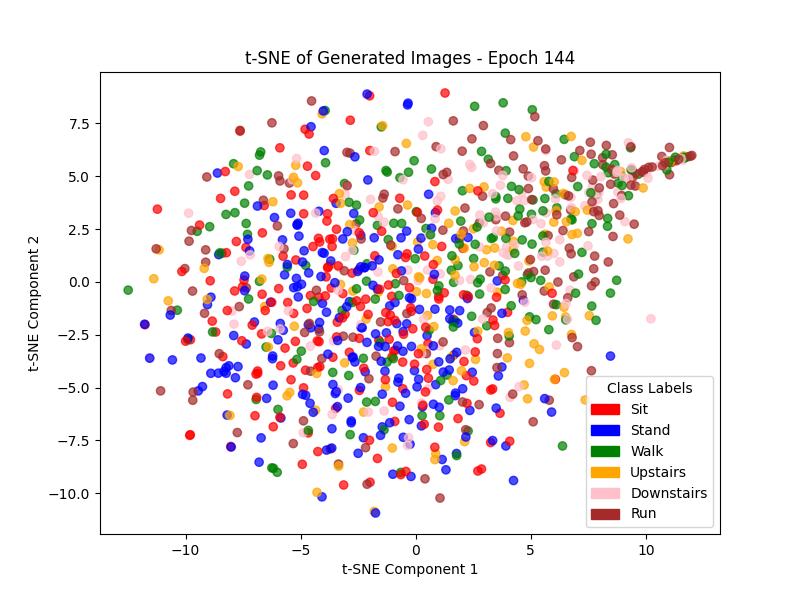 t-SNE of Generated Images - Epoch 144
t-SNE Component 2
7.5
5.0
2.5
0.0
−2.5
−5.0
−7.5
−10.0
Class Labels
Sit
Stand
Walk
Upstairs
Downstairs
Run
−10
−5
0
5
10
t-SNE Component 1